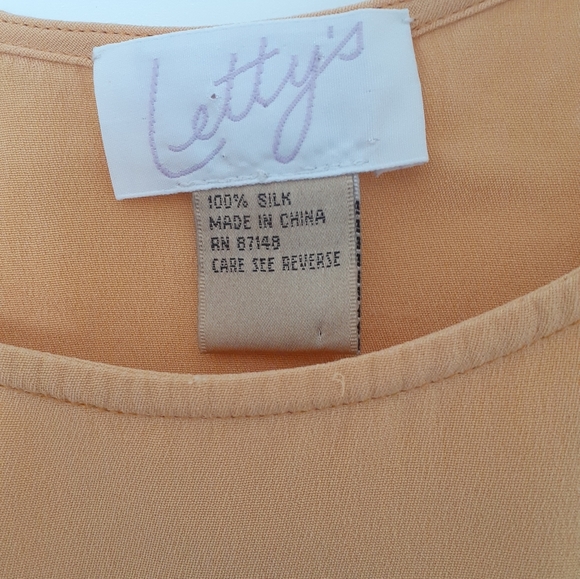 Letty's
100% SILK
MADE IN CHINA
RN 87148
CARE SEE REVERSE